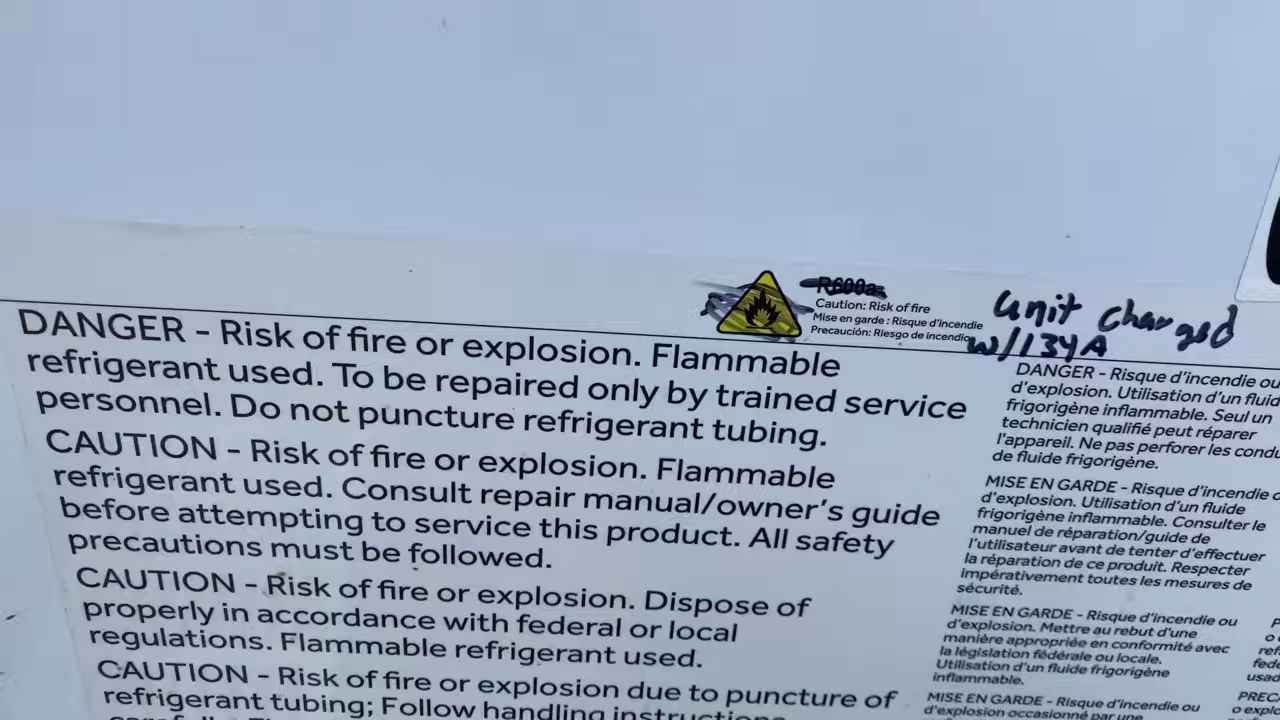 R600a
Caution: Risk of fire
Mise en garde : Risque d'incendie
Precaución: Riesgo de incendio
unit charged
w/134A
DANGER - Risk of fire or explosion. Flammable
refrigerant used. To be repaired only by trained service
personnel. Do not puncture refrigerant tubing.
CAUTION - Risk of fire or explosion. Flammable
refrigerant used. Consult repair manual/owner's guide
before attempting to service this product. All safety
precautions must be followed.
CAUTION - Risk of fire or explosion. Dispose of
properly in accordance with federal or local
regulations. Flammable refrigerant used.
CAUTION - Risk of fire or explosion due to puncture of
refrigerant tubing; Follow handling instructions
DANGER - Risque d'incendie ou
d'explosion. Utilisation d'un fluid
frigorigène inflammable. Seul un
technicien qualifié peut réparer
l'appareil. Ne pas perforer les condu
de fluide frigorigène.
MISE EN GARDE - Risque d'incendie
d'explosion. Utilisation d'un fluide
frigorigène inflammable. Consulter le
manuel de réparation/guide de
l'utilisateur avant de tenter d'effectuer
la réparation de ce produit. Respecter
impérativement toutes les mesures de
sécurité.
MISE EN GARDE - Risque d'incendie ou
d'explosion. Mettre au rebut d'une
manière appropriée en conformité avec
la législation fédérale ou locale.
Utilisation d'un fluide frigorigène
inflammable.
MISE EN GARDE - Risque d'incendie ou
d'explosion occasionné par une
P
o
ref
fede
usad
PREC
o explo